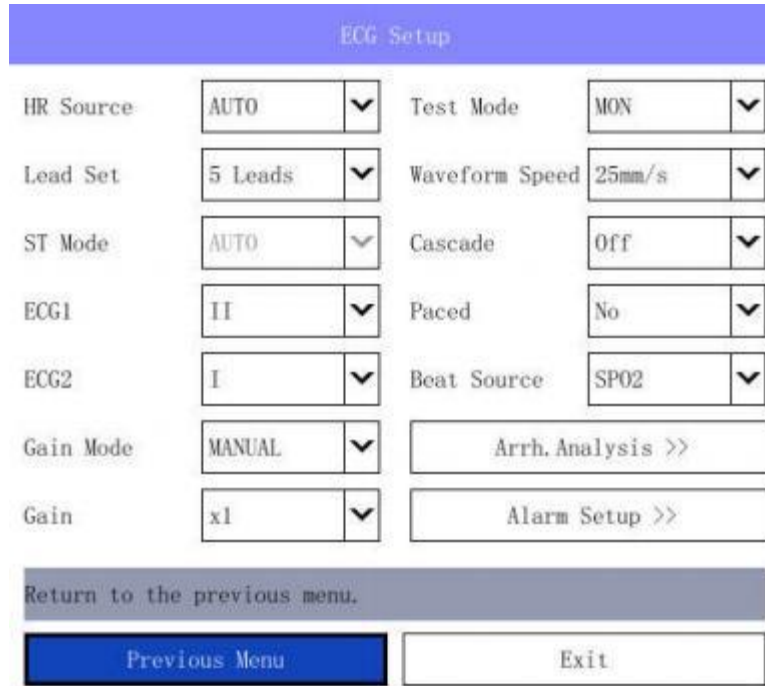 ECG Setup
HR Source AUTO Test Mode MON
Lead Set 5 Leads Waveform Speed 25mm/s
ST Mode AUTO Cascade Off
ECG1 II Paced No
ECG2 I Beat Source SPO2
Gain Mode MANUAL Arrh.Analysis >>
Gain x1 Alarm Setup >>
Return to the previous menu.
Previous Menu Exit